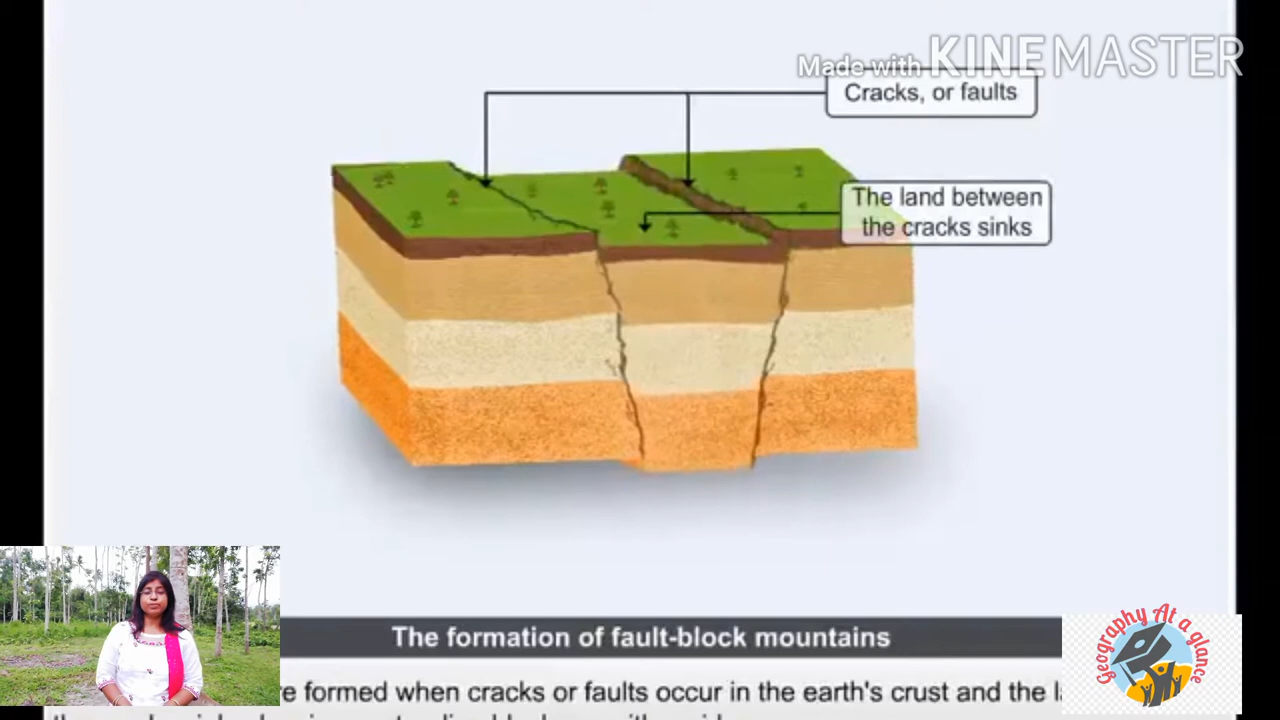 Made with KINEMASTER
Cracks, or faults
The land between
the cracks sinks
The formation of fault-block mountains
formed when cracks or faults occur in the earth's crust and the
Geography At a glance